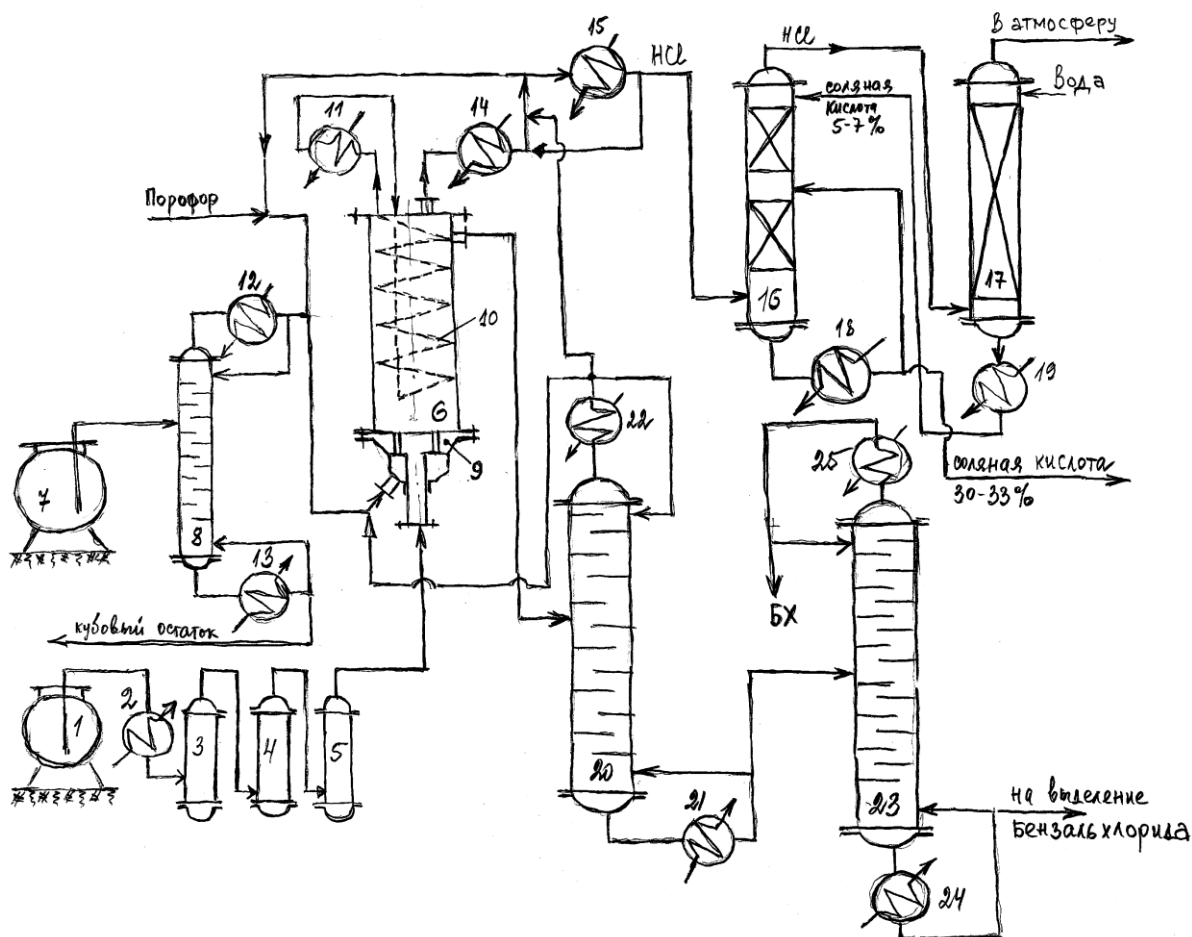 15
HCl
HCl
В атмосферу
Вода
соляная
кислота
5-7%
11
14
Порофор
12
10
16
17
18
19
6
9
22
25
соляная кислота
30-33%
7
8
13
кубовый остаток
БХ
2
1
3
4
5
20
21
23
на выделение
бензальхлорида
24